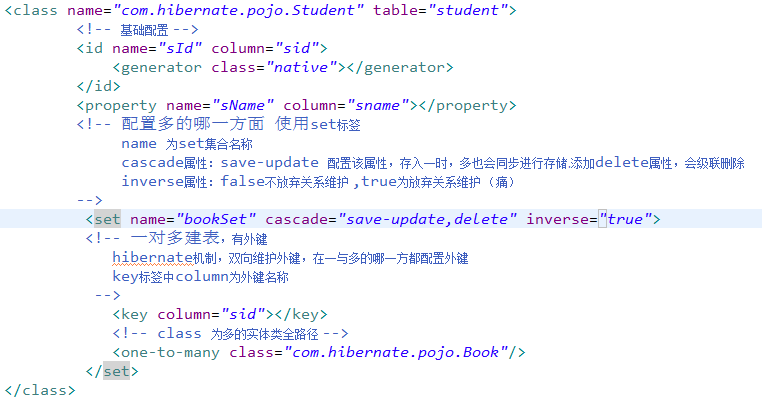 <class name="com.hibernate.pojo.Student" table="student">
<!-- 基础配置 -->
<id name="sId" column="sid">
<generator class="native"></generator>
</id>
<property name="sName" column="sname"></property>
<!-- 配置多的哪一方面 使用set标签
name 为set集合名称
cascade属性：save-update 配置该属性，存入一时，多也会同步进行存储.添加delete属性，会级联删除
inverse属性：false不放弃关系维护 ,true为放弃关系维护（痛）
-->
<set name="bookSet" cascade="save-update,delete" inverse="true">
<!-- 一对多建表，有外键
hibernate机制，双向维护外键，在一与多的哪一方都配置外键
key标签中column为外键名称
-->
<key column="sid"></key>
<!-- class 为多的实体类全路径 -->
<one-to-many class="com.hibernate.pojo.Book"/>
</set>
</class>